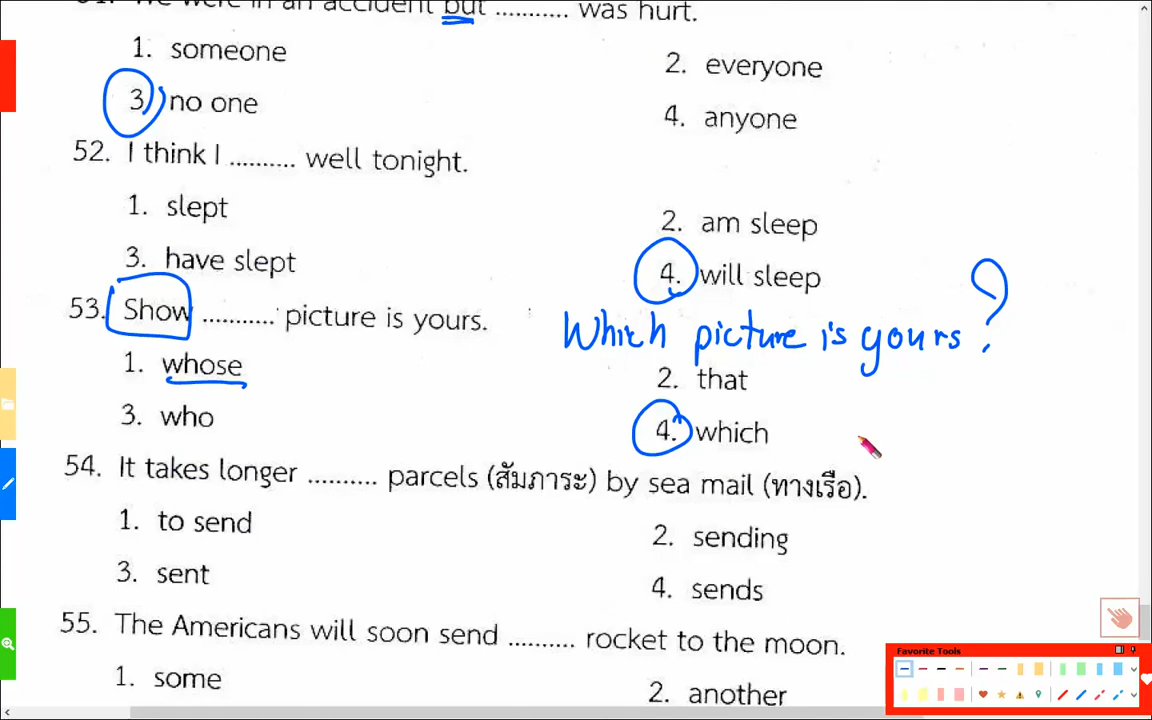 51. We were in an accident but .......... was hurt.
1. someone
2. everyone
3. no one
4. anyone
52. I think I .......... well tonight.
1. slept
2. am sleep
3. have slept
4. will sleep
53. Show .......... picture is yours.
Which picture is yours ?
1. whose
2. that
3. who
4. which
54. It takes longer .......... parcels (สัมภาระ) by sea mail (ทางเรือ).
1. to send
2. sending
3. sent
4. sends
55. The Americans will soon send .......... rocket to the moon.
1. some
2. another
Favorite Tools